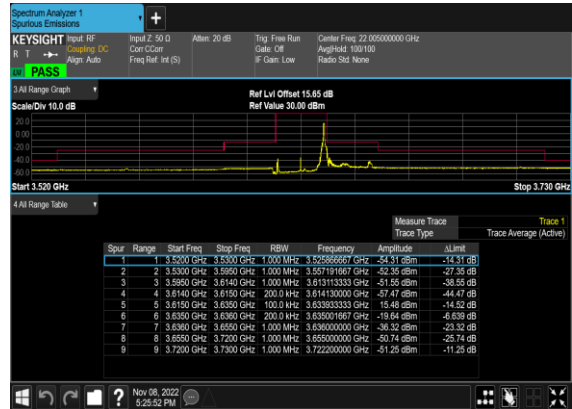 Spectrum Analyzer 1
Spurious Emissions
KEYSIGHT Input: RF Input Z: 50 Ω Atten: 20 dB Trig: Free Run Center Freq: 22.005000000 GHz
R T Coupling: DC Corr CCorr Gate: Off Avg|Hold: 100/100
Align: Auto Freq Ref: Int (S) IF Gain: Low Radio Std: None
PASS
3 All Range Graph
Ref Lvl Offset 15.65 dB
Scale/Div 10.0 dB Ref Value 30.00 dBm
20.0
0.00
-20.0
-40.0
-60.0
Start 3.520 GHz Stop 3.730 GHz
4 All Range Table
Measure Trace Trace 1
Trace Type Trace Average (Active)
Spur Range Start Freq Stop Freq RBW Frequency Amplitude ΔLimit
1 1 3.5200 GHz 3.5300 GHz 1.000 MHz 3.525866667 GHz -54.31 dBm -14.31 dB
2 2 3.5300 GHz 3.5950 GHz 1.000 MHz 3.557191667 GHz -52.35 dBm -27.35 dB
3 3 3.5950 GHz 3.6140 GHz 1.000 MHz 3.613113333 GHz -51.55 dBm -38.55 dB
4 4 3.6140 GHz 3.6150 GHz 200.0 kHz 3.614130000 GHz -57.47 dBm -44.47 dB
5 5 3.6150 GHz 3.6350 GHz 100.0 kHz 3.633933333 GHz 15.48 dBm -14.52 dB
6 6 3.6350 GHz 3.6360 GHz 200.0 kHz 3.635001667 GHz -19.64 dBm -6.639 dB
7 7 3.6360 GHz 3.6550 GHz 1.000 MHz 3.636000000 GHz -36.32 dBm -23.32 dB
8 8 3.6550 GHz 3.7200 GHz 1.000 MHz 3.655000000 GHz -50.74 dBm -25.74 dB
9 9 3.7200 GHz 3.7300 GHz 1.000 MHz 3.722200000 GHz -51.25 dBm -11.25 dB
Nov 08, 2022
5:25:52 PM